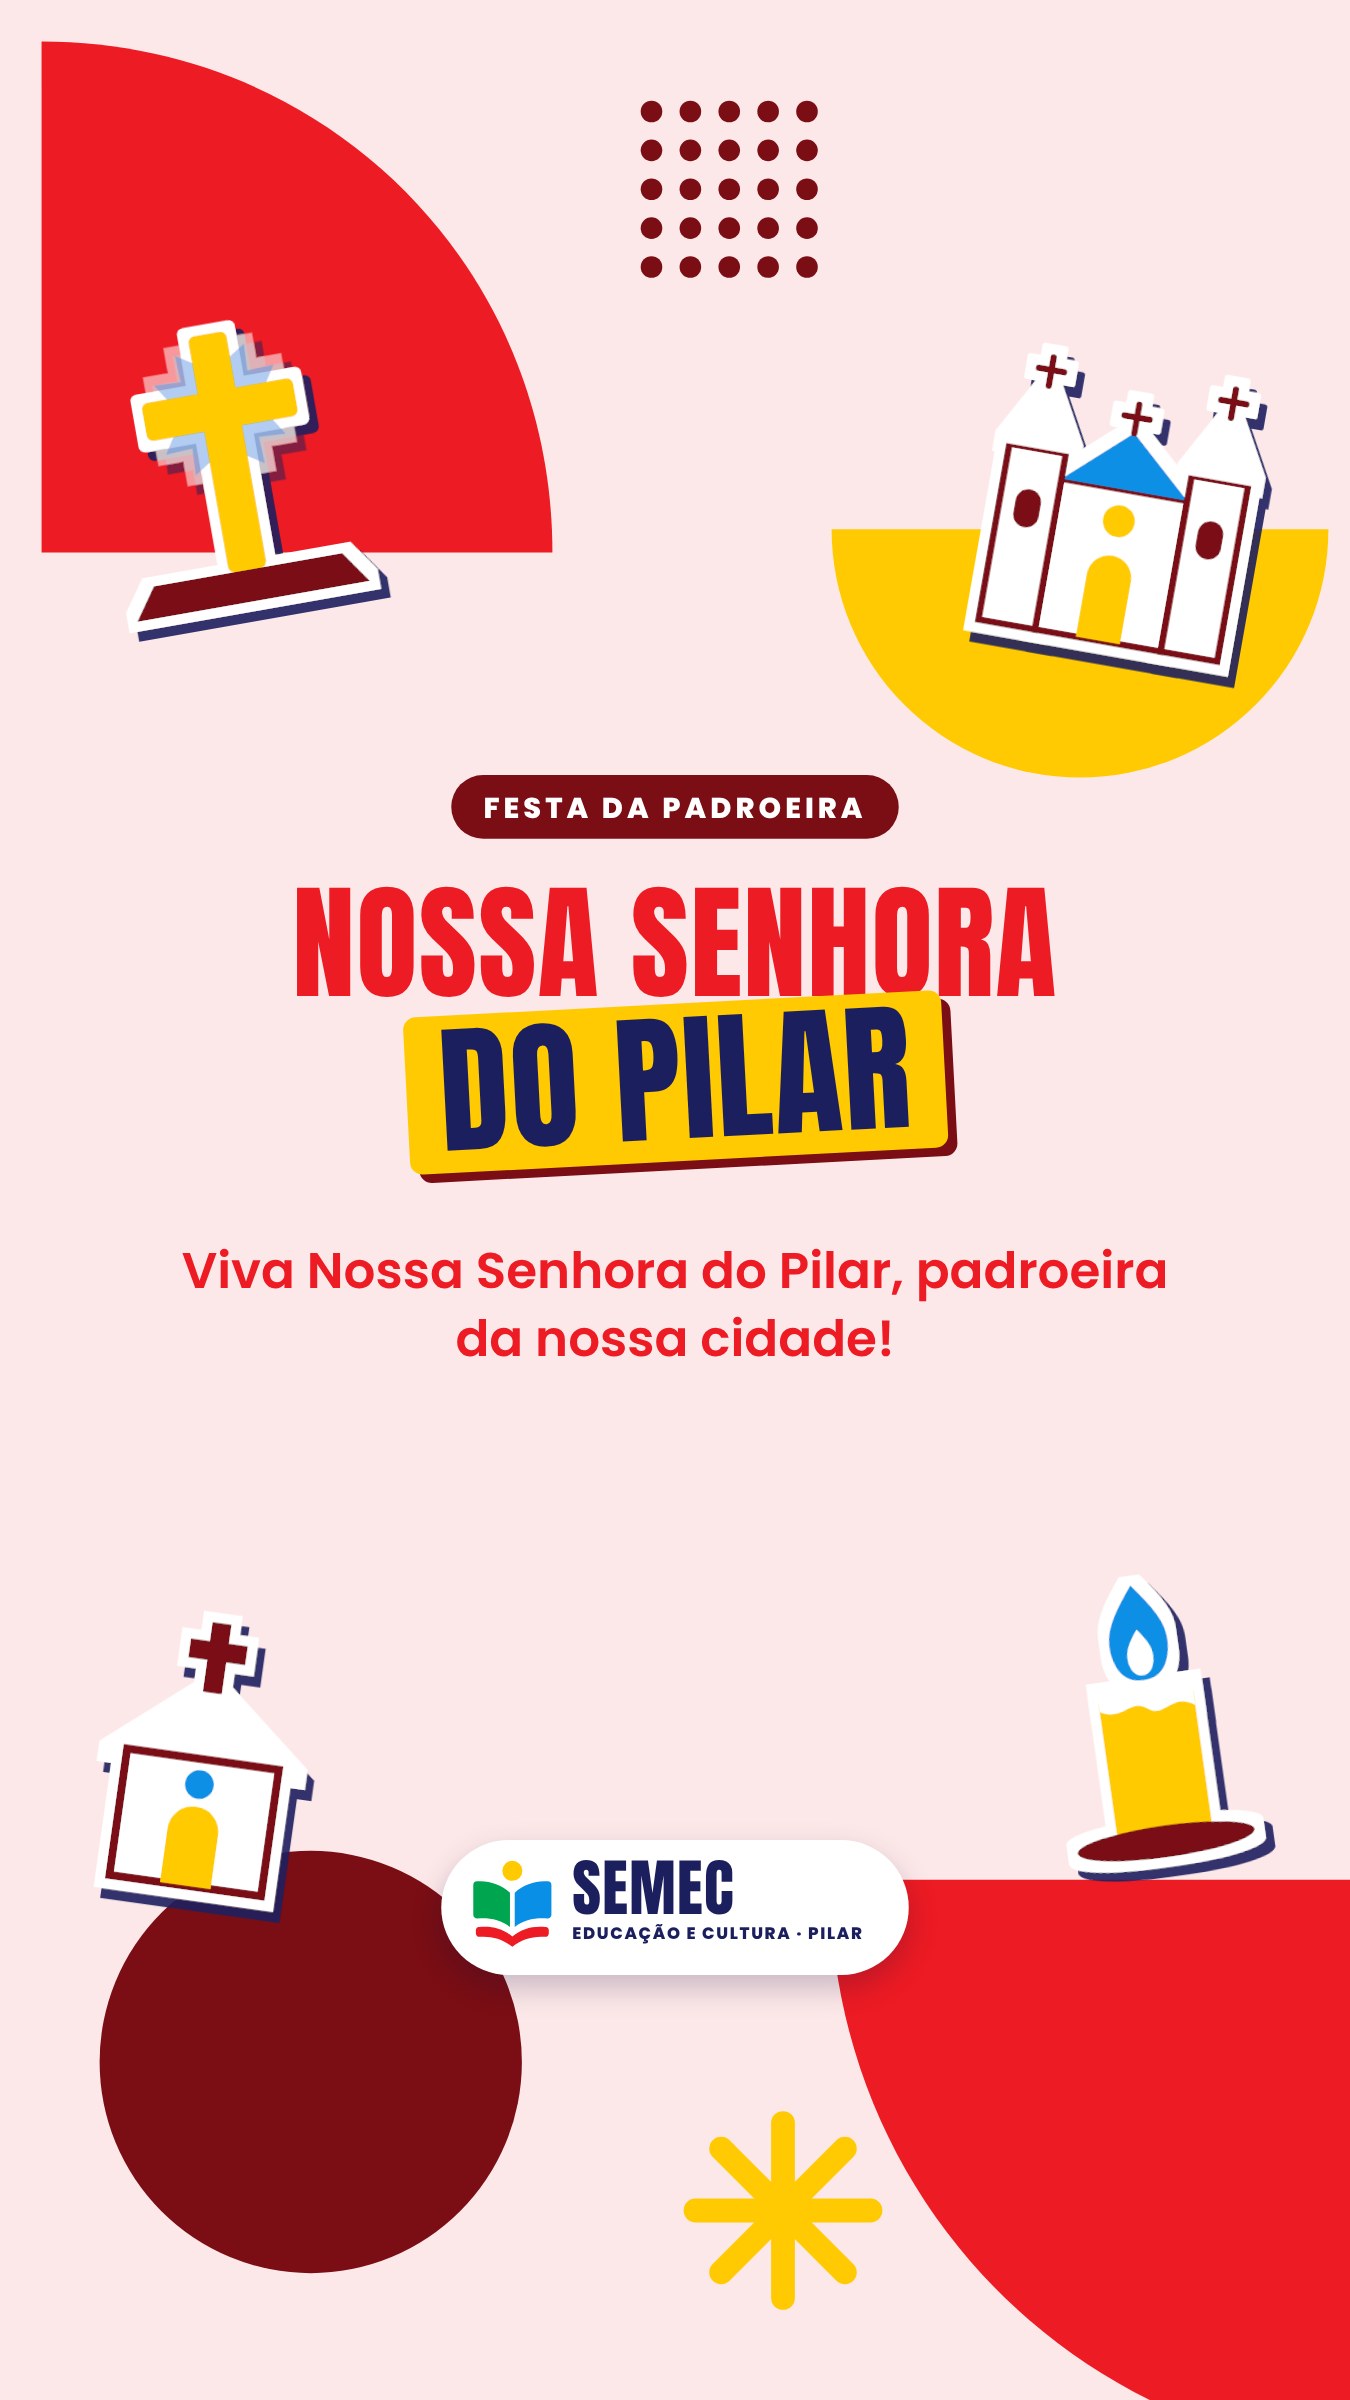 FESTA DA PADROEIRA
NOSSA SENHORA
DO PILAR
Viva Nossa Senhora do Pilar, padroeira
da nossa cidade!
SEMEC
EDUCAÇÃO E CULTURA · PILAR